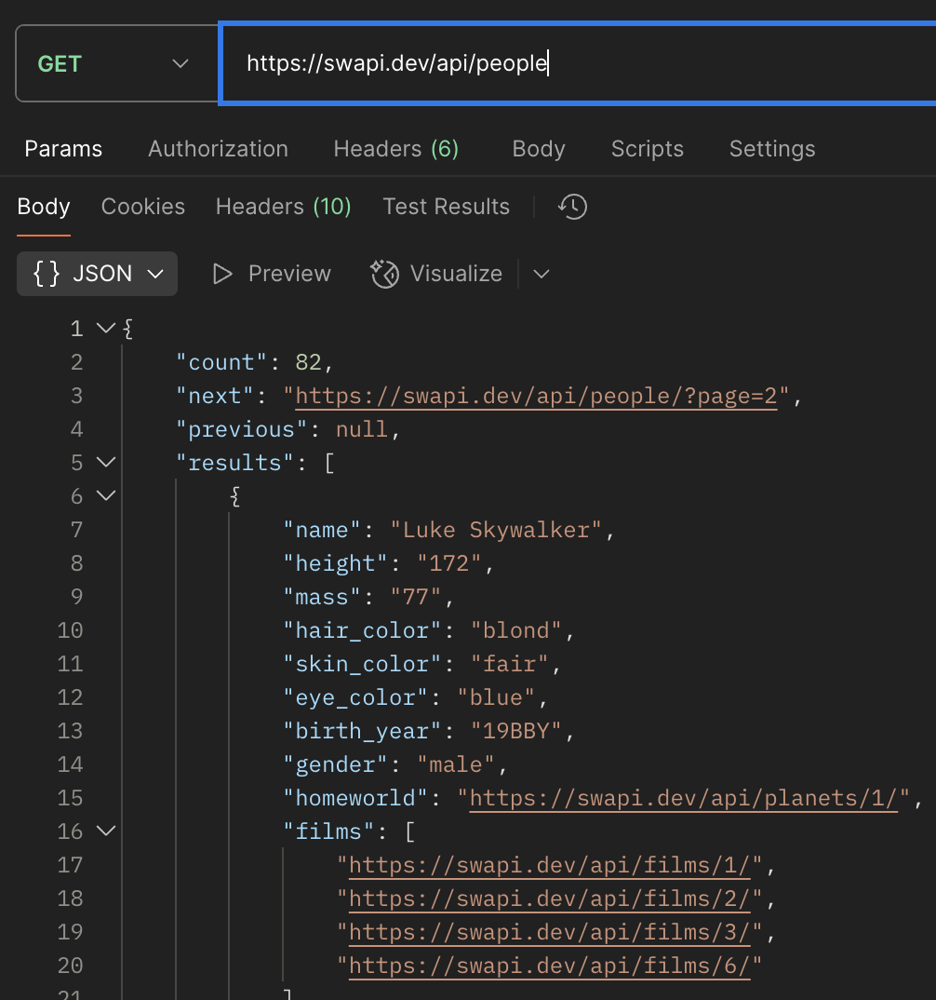 GET https://swapi.dev/api/people
Params Authorization Headers (6) Body Scripts Settings
Body Cookies Headers (10) Test Results
{} JSON Preview Visualize
1 {
2 "count": 82,
3 "next": "https://swapi.dev/api/people/?page=2",
4 "previous": null,
5 "results": [
6 {
7 "name": "Luke Skywalker",
8 "height": "172",
9 "mass": "77",
10 "hair_color": "blond",
11 "skin_color": "fair",
12 "eye_color": "blue",
13 "birth_year": "19BBY",
14 "gender": "male",
15 "homeworld": "https://swapi.dev/api/planets/1/",
16 "films": [
17 "https://swapi.dev/api/films/1/",
18 "https://swapi.dev/api/films/2/",
19 "https://swapi.dev/api/films/3/",
20 "https://swapi.dev/api/films/6/"
21 ]